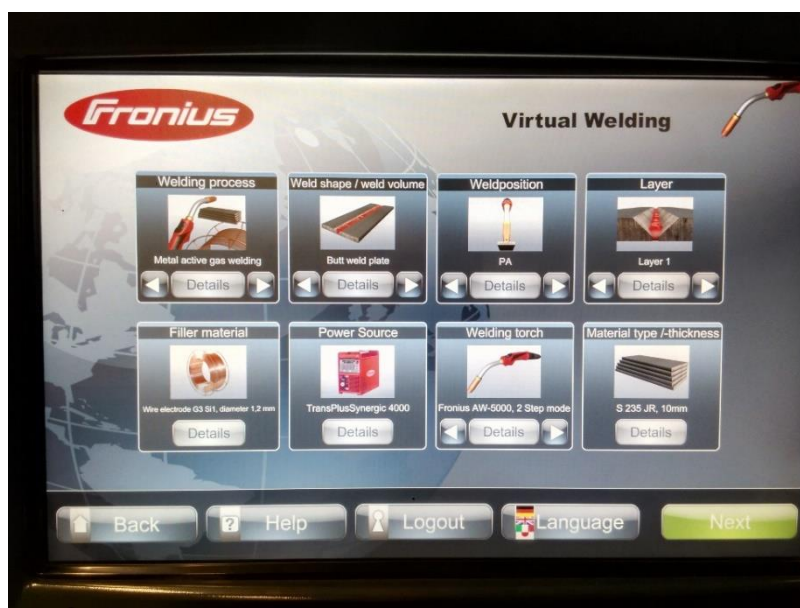 Fronius
Virtual Welding
Welding process
Metal active gas welding
Details
Weld shape / weld volume
Butt weld plate
Details
Weldposition
PA
Details
Layer
Layer 1
Details
Filler material
Wire electrode G3 Si1, diameter 1,2 mm
Details
Power Source
TransPlusSynergic 4000
Details
Welding torch
Fronius AW-5000, 2 Step mode
Details
Material type /-thickness
S 235 JR, 10mm
Details
Back
? Help
Logout
Language
Next